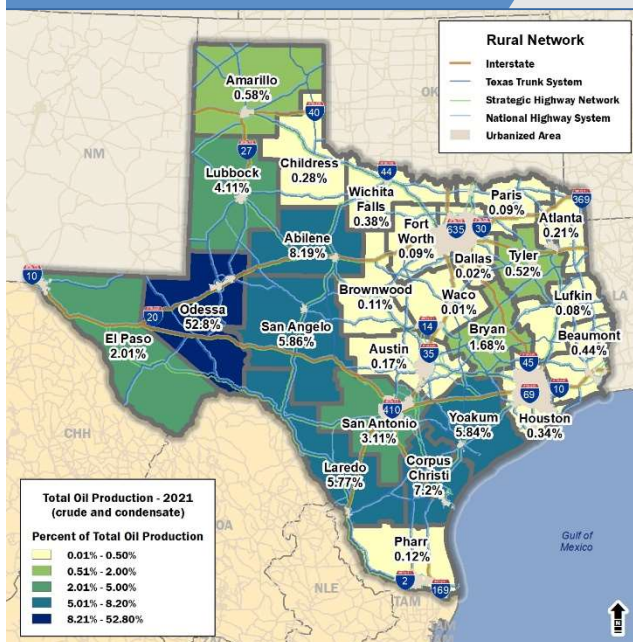 Rural Network
Interstate
Texas Trunk System
Strategic Highway Network
National Highway System
Urbanized Area
OK
NM
Amarillo
0.58%
40
27
Childress
0.28%
44
Lubbock
4.11%
Wichita
Falls
0.38%
Paris
0.09%
369
Atlanta
0.21%
Fort
Worth
0.09%
635
30
Dallas
0.02%
Tyler
0.52%
Abilene
8.19%
10
20
Odessa
52.8%
El Paso
2.01%
San Angelo
5.86%
Brownwood
0.11%
Waco
0.01%
14
Lufkin
0.08%
LA
Bryan
1.68%
Beaumont
0.44%
Austin
0.17%
35
45
10
69
Houston
0.34%
410
San Antonio
3.11%
Yoakum
5.84%
CHH
Laredo
5.77%
Corpus
Christi
7.2%
Pharr
0.12%
2
169
OA
NLE
TAM
Gulf of
Mexico
Total Oil Production - 2021
(crude and condensate)
Percent of Total Oil Production
0.01% - 0.50%
0.51% - 2.00%
2.01% - 5.00%
5.01% - 8.20%
8.21% - 52.80%